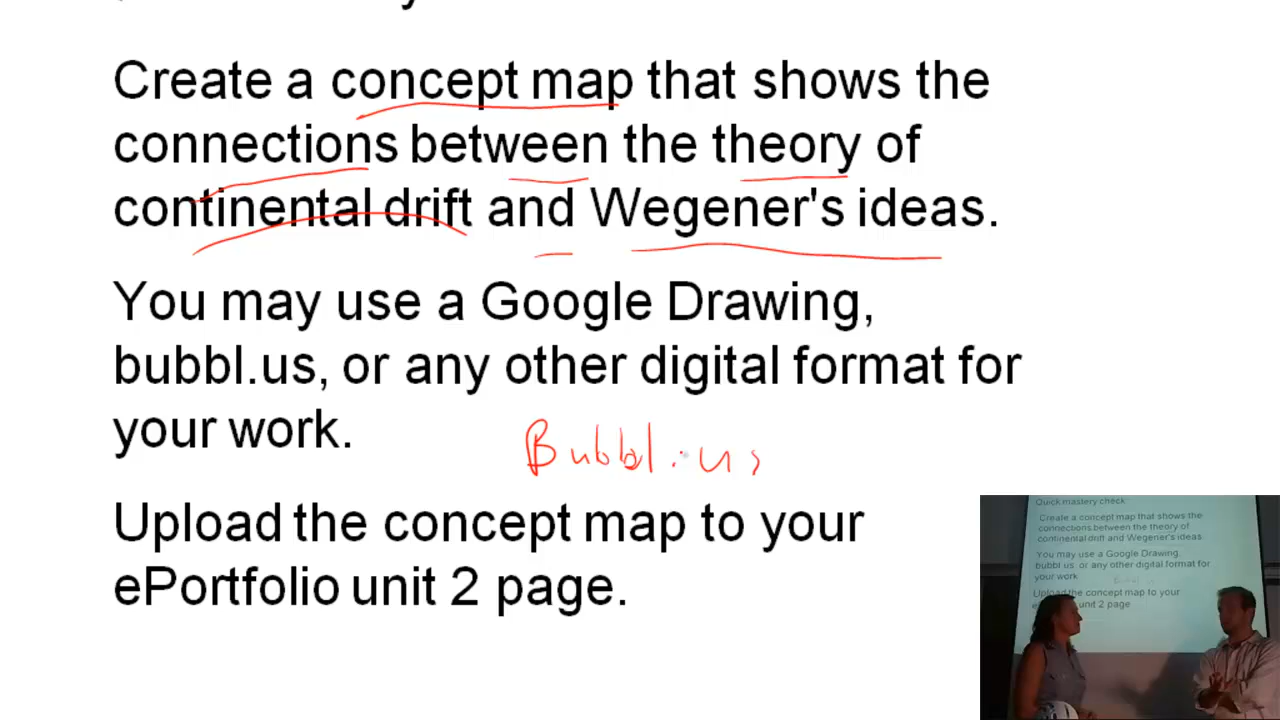 Create a concept map that shows the
connections between the theory of
continental drift and Wegener's ideas.
You may use a Google Drawing,
bubbl.us, or any other digital format for
your work.
Bubbl.us
Upload the concept map to your
ePortfolio unit 2 page.
Quick mastery check
Create a concept map that shows the
connections between the theory of
continental drift and Wegener's ideas
You may use a Google Drawing,
bubbl us or any other digital format for
your work
Upload the concept map to your
unit 2 page